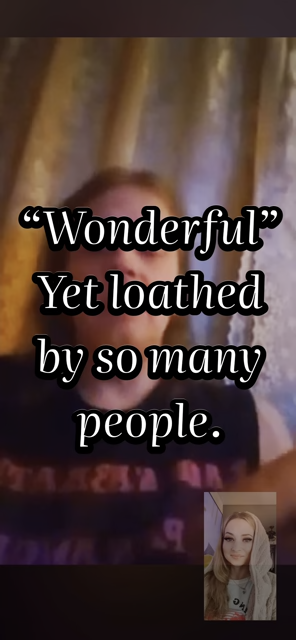 “Wonderful”
Yet loathed
by so many
people.